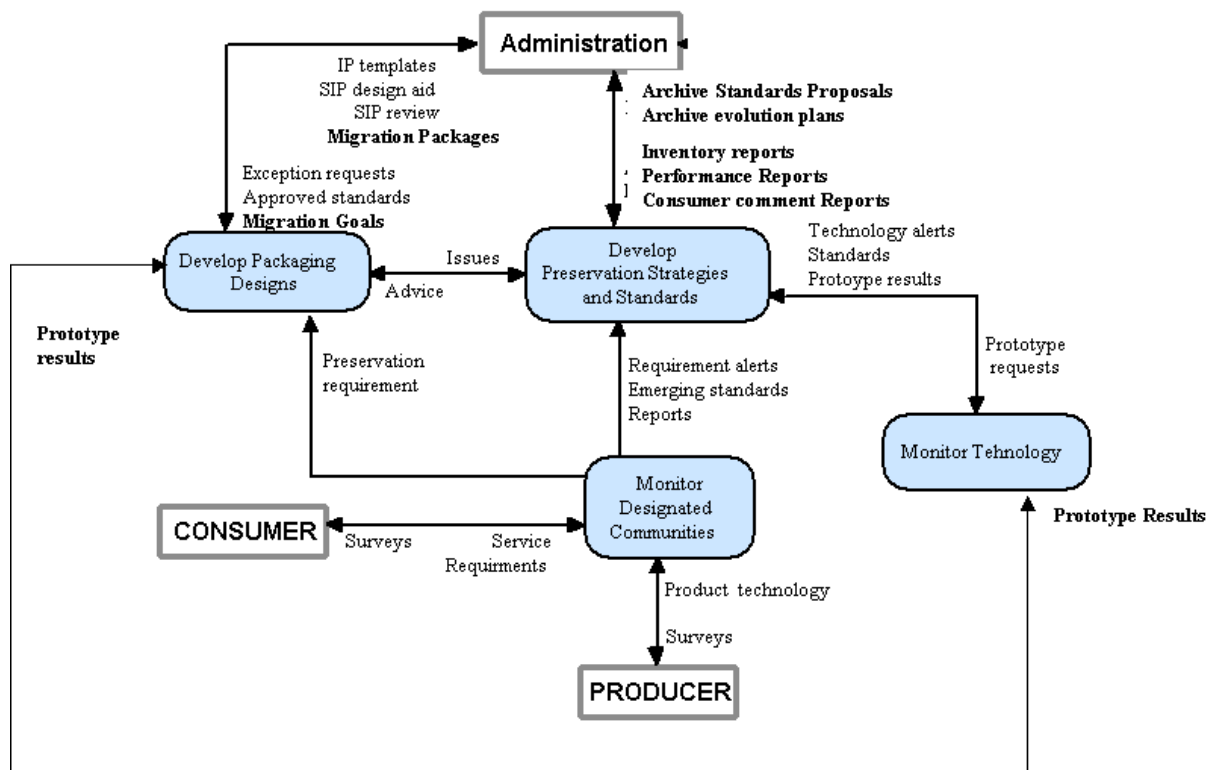 Administration
IP templates
SIP design aid
SIP review
Migration Packages
Archive Standards Proposals
Archive evolution plans
Inventory reports
Performance Reports
Consumer comment Reports
Exception requests
Approved standards
Migration Goals
Technology alerts
Standards
Protoype results
Develop Packaging
Designs
Issues
Advice
Develop
Preservation Strategies
and Standards
Prototype
results
Preservation
requirement
Requirement alerts
Emerging standards
Reports
Prototype
requests
Monitor Tehnology
Monitor
Designated
Communities
Prototype Results
CONSUMER
Surveys
Service
Requirments
Product technology
Surveys
PRODUCER